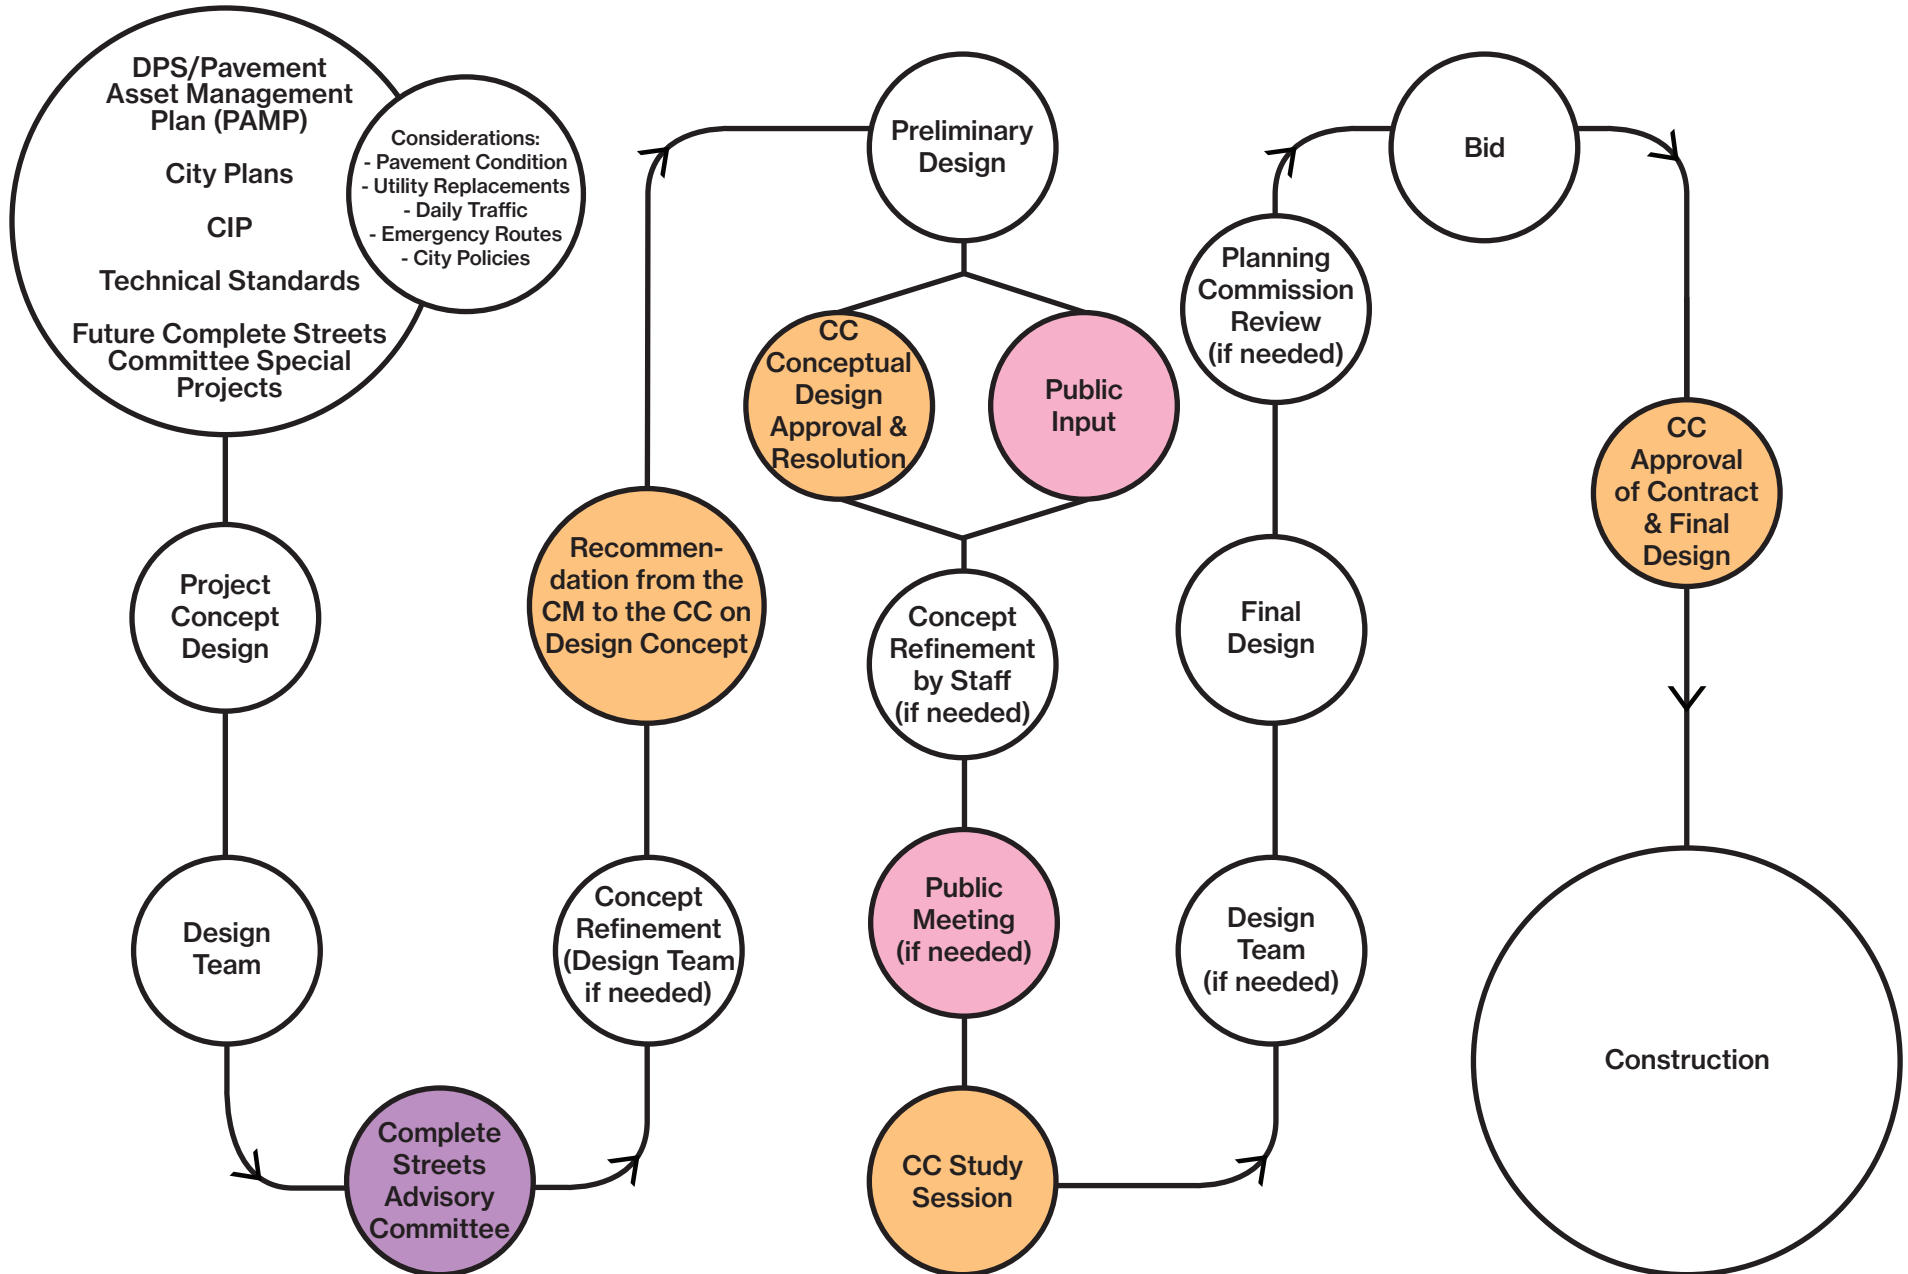 DPS/Pavement
Asset Management
Plan (PAMP)
City Plans
CIP
Technical Standards
Future Complete Streets
Committee Special
Projects
Considerations:
- Pavement Condition
- Utility Replacements
- Daily Traffic
- Emergency Routes
- City Policies
Project
Concept
Design
Design
Team
Complete
Streets
Advisory
Committee
Concept
Refinement
(Design Team
if needed)
Recommen-
dation from the
CM to the CC on
Design Concept
Preliminary
Design
CC
Conceptual
Design
Approval &
Resolution
Public
Input
Concept
Refinement
by Staff
(if needed)
Public
Meeting
(if needed)
CC Study
Session
Design
Team
(if needed)
Final
Design
Planning
Commission
Review
(if needed)
Bid
CC
Approval
of Contract
& Final
Design
Construction